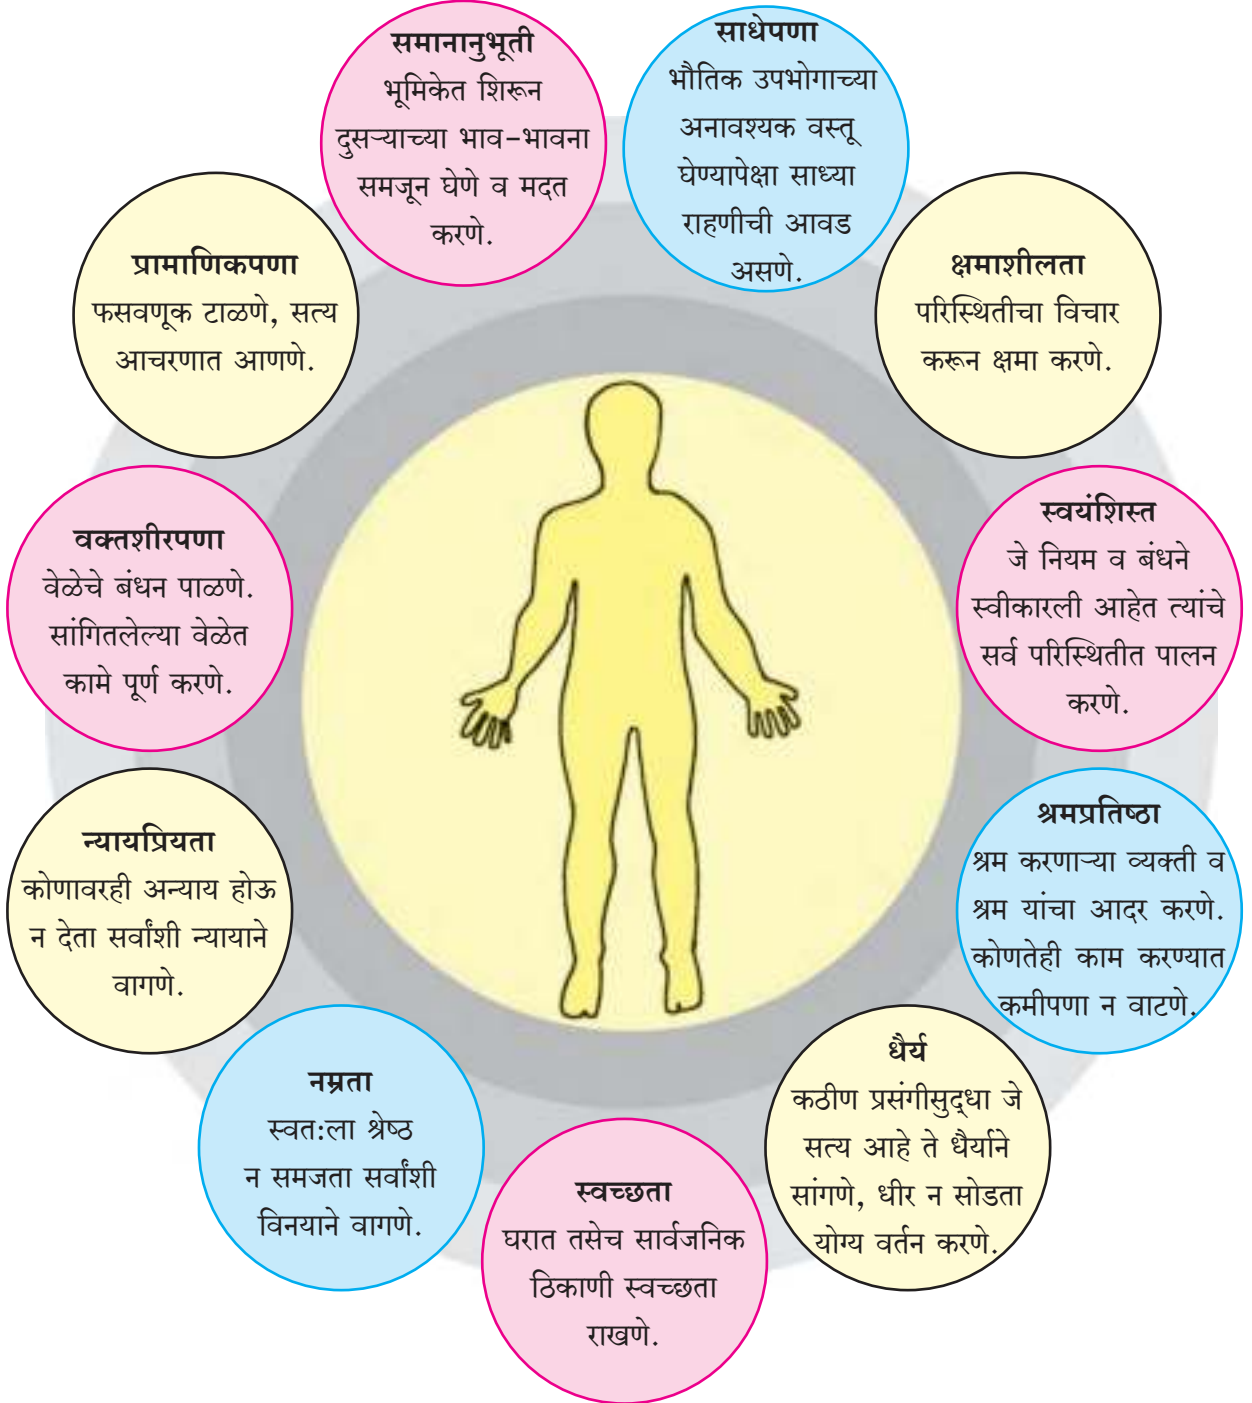 समानानुभूती
भूमिकेत शिरून
दुसऱ्याच्या भाव-भावना
समजून घेणे व मदत
करणे.
साधेपणा
भौतिक उपभोगाच्या
अनावश्यक वस्तू
घेण्यापेक्षा साध्या
राहणीची आवड
असणे.
प्रामाणिकपणा
फसवणूक टाळणे, सत्य
आचरणात आणणे.
क्षमाशीलता
परिस्थितीचा विचार
करून क्षमा करणे.
वक्तशीरपणा
वेळेचे बंधन पाळणे.
सांगितलेल्या वेळेत
कामे पूर्ण करणे.
स्वयंशिस्त
जे नियम व बंधने
स्वीकारली आहेत त्यांचे
सर्व परिस्थितीत पालन
करणे.
न्यायप्रियता
कोणावरही अन्याय होऊ
न देता सर्वांशी न्यायाने
वागणे.
श्रमप्रतिष्ठा
श्रम करणाऱ्या व्यक्ती व
श्रम यांचा आदर करणे.
कोणतेही काम करण्यात
कमीपणा न वाटणे.
नम्रता
स्वत:ला श्रेष्ठ
न समजता सर्वांशी
विनयाने वागणे.
धैर्य
कठीण प्रसंगीसुद्धा जे
सत्य आहे ते धैर्याने
सांगणे, धीर न सोडता
योग्य वर्तन करणे.
स्वच्छता
घरात तसेच सार्वजनिक
ठिकाणी स्वच्छता
राखणे.